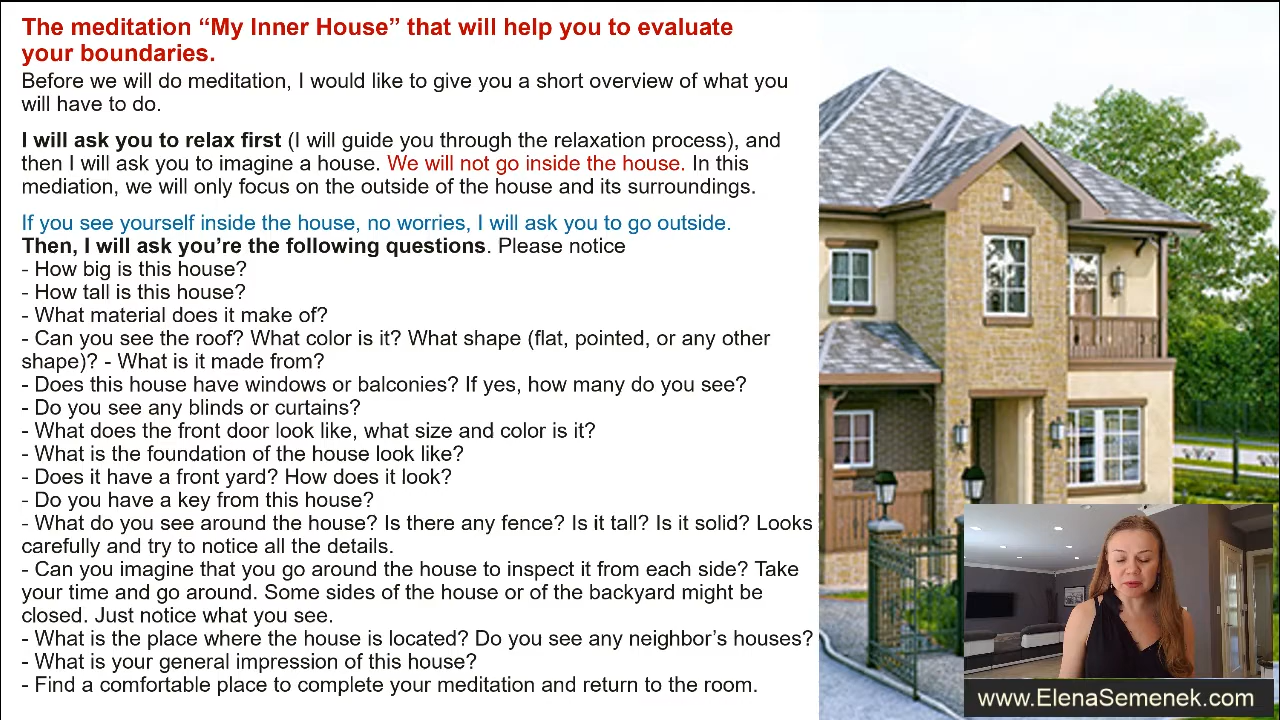 The meditation “My Inner House” that will help you to evaluate
your boundaries.
Before we will do meditation, I would like to give you a short overview of what you
will have to do.
I will ask you to relax first (I will guide you through the relaxation process), and
then I will ask you to imagine a house. We will not go inside the house. In this
mediation, we will only focus on the outside of the house and its surroundings.
If you see yourself inside the house, no worries, I will ask you to go outside.
Then, I will ask you’re the following questions. Please notice
- How big is this house?
- How tall is this house?
- What material does it make of?
- Can you see the roof? What color is it? What shape (flat, pointed, or any other
shape)? - What is it made from?
- Does this house have windows or balconies? If yes, how many do you see?
- Do you see any blinds or curtains?
- What does the front door look like, what size and color is it?
- What is the foundation of the house look like?
- Does it have a front yard? How does it look?
- Do you have a key from this house?
- What do you see around the house? Is there any fence? Is it tall? Is it solid? Looks
carefully and try to notice all the details.
- Can you imagine that you go around the house to inspect it from each side? Take
your time and go around. Some sides of the house or of the backyard might be
closed. Just notice what you see.
- What is the place where the house is located? Do you see any neighbor’s houses?
- What is your general impression of this house?
- Find a comfortable place to complete your meditation and return to the room.
www.ElenaSemenek.com